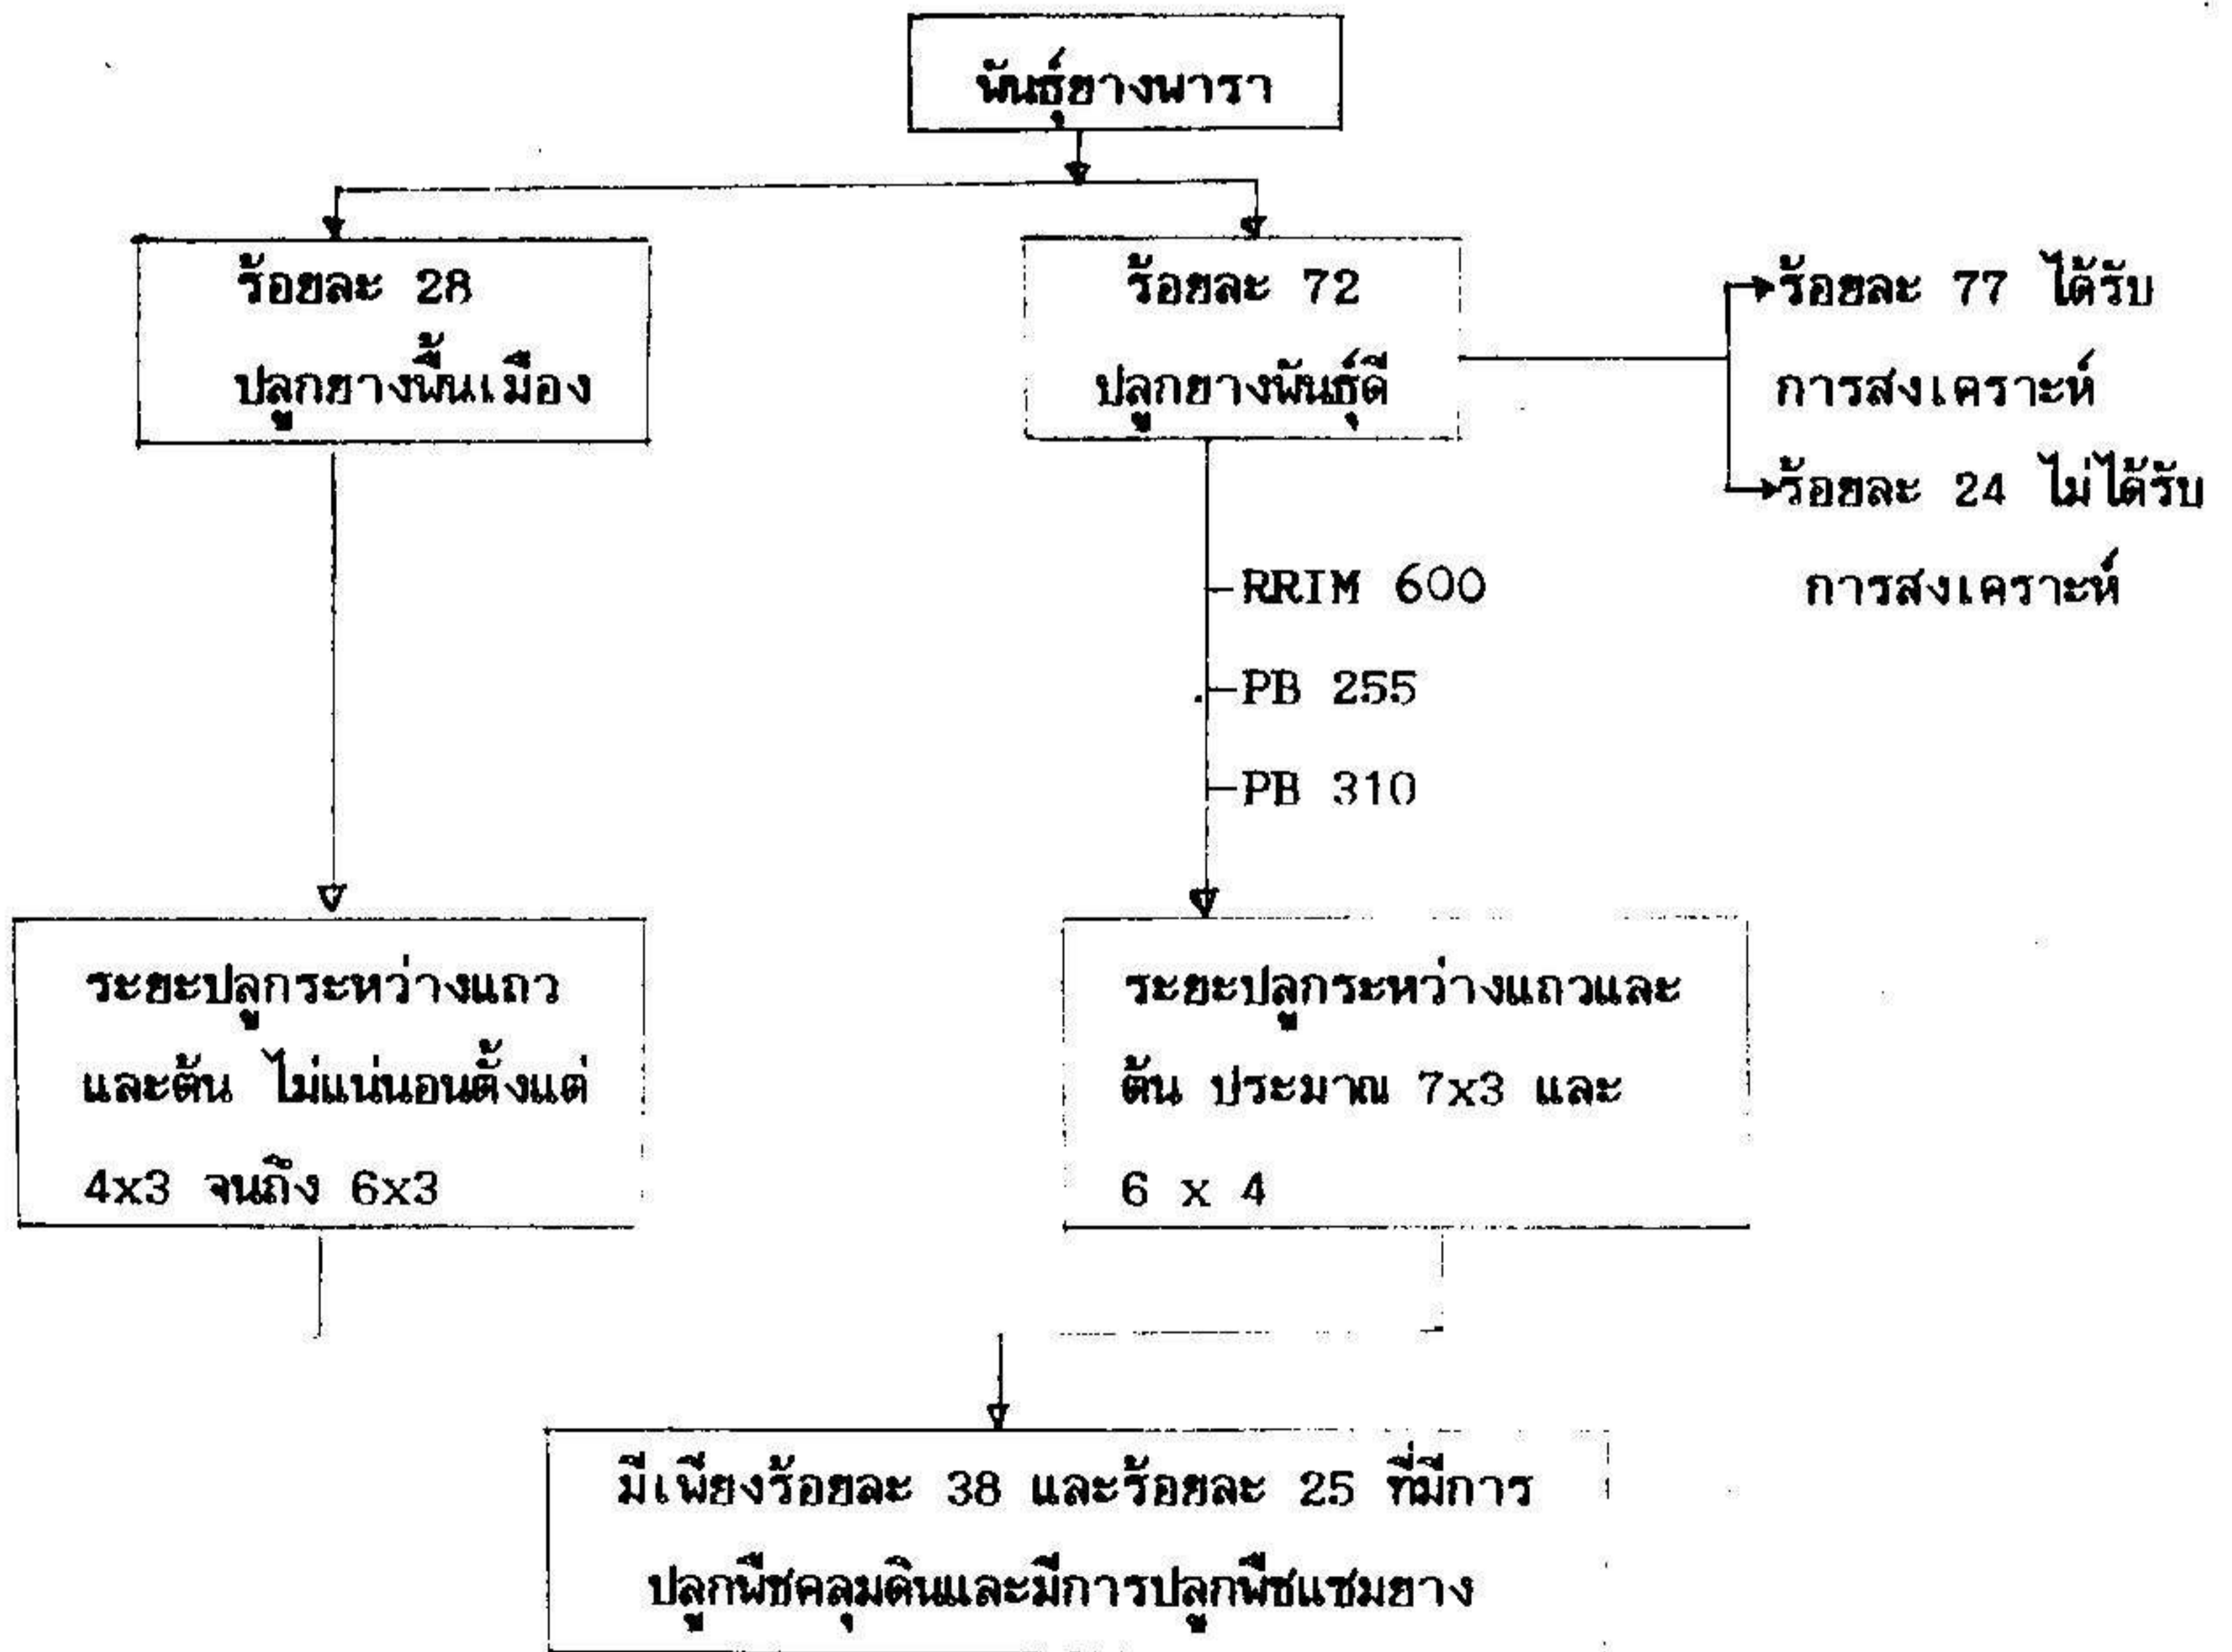 พันธุ์ยางพารา
ร้อยละ 28
ปลูกยางพื้นเมือง
ร้อยละ 72
ปลูกยางพันธุ์ดี
ร้อยละ 77 ได้รับ
การสงเคราะห์
ร้อยละ 24 ไม่ได้รับ
การสงเคราะห์
RRIM 600
PB 255
PB 310
ระยะปลูกระหว่างแถว
และต้น ไม่แน่นอนตั้งแต่
4x3 จนถึง 6x3
ระยะปลูกระหว่างแถวและ
ต้น ประมาณ 7x3 และ
6 x 4
มีเพียงร้อยละ 38 และร้อยละ 25 ที่มีการ
ปลูกพืชคลุมดินและมีการปลูกพืชแซมยาง